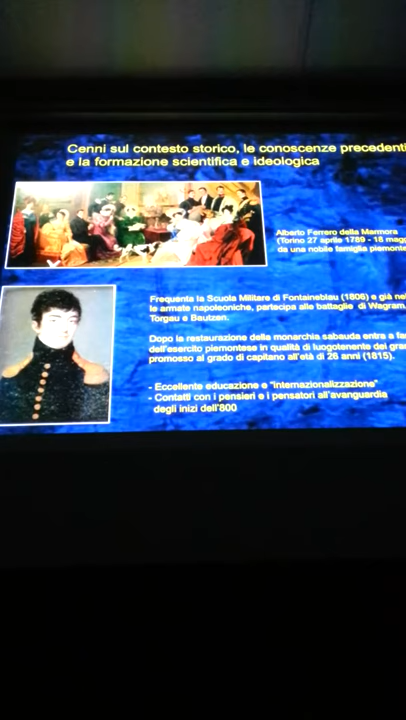 Cenni sul contesto storico, le conoscenze precedenti
e la formazione scientifica e ideologica
Alberto Ferrero della Marmora
(Torino 27 aprile 1789 - 18 magg
da una nobile famiglia piemonte
Frequenta la Scuola Militare di Fontainebleau (1806) e già ne
le armate napoleoniche, partecipa alle battaglie di Wagram,
Torgau e Bautzen.
Dopo la restaurazione della monarchia sabauda entra a fa
dell'esercito piemontese in qualità di luogotenente dei gra
promosso al grado di capitano all'età di 26 anni (1815).
- Eccellente educazione e "internazionalizzazione"
- Contatti con i pensieri e i pensatori all'avanguardia
degli inizi dell'800